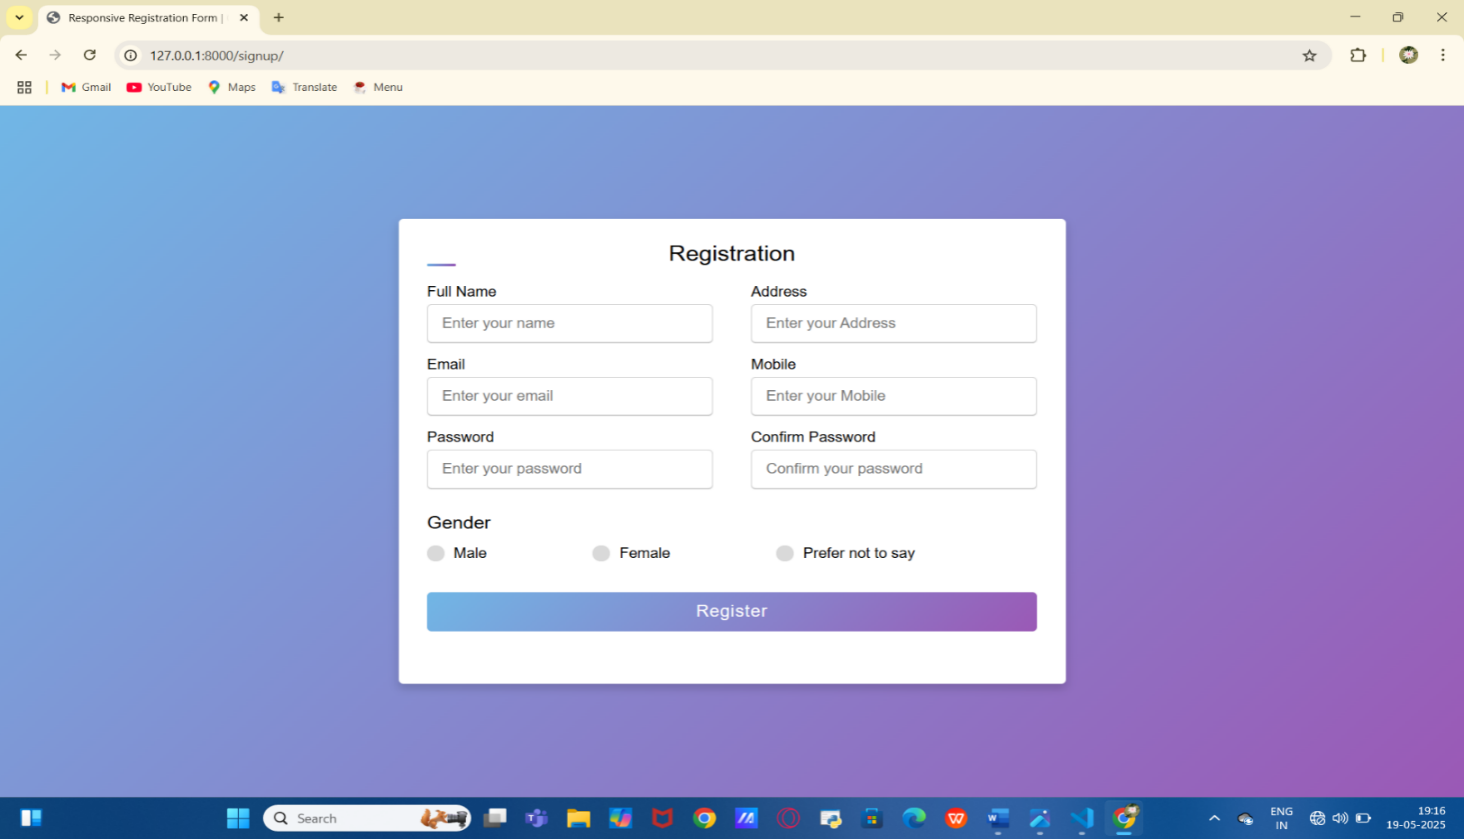 Responsive Registration Form |
127.0.0.1:8000/signup/
Gmail YouTube Maps Translate Menu
Registration
Full Name Address
Enter your name Enter your Address
Email Mobile
Enter your email Enter your Mobile
Password Confirm Password
Enter your password Confirm your password
Gender
Male Female Prefer not to say
Register
Search
ENG 19:16
IN 19-05-2025